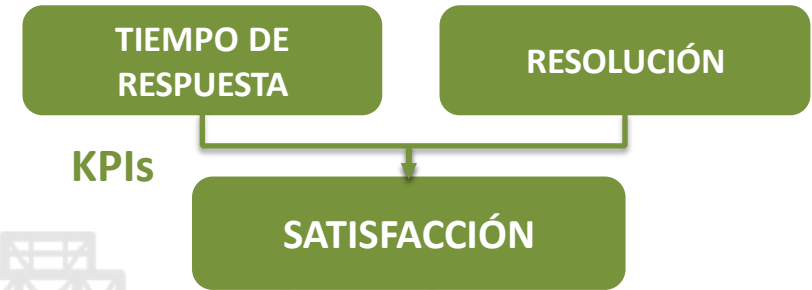 TIEMPO DE
RESPUESTA
RESOLUCIÓN
KPIs
SATISFACCIÓN